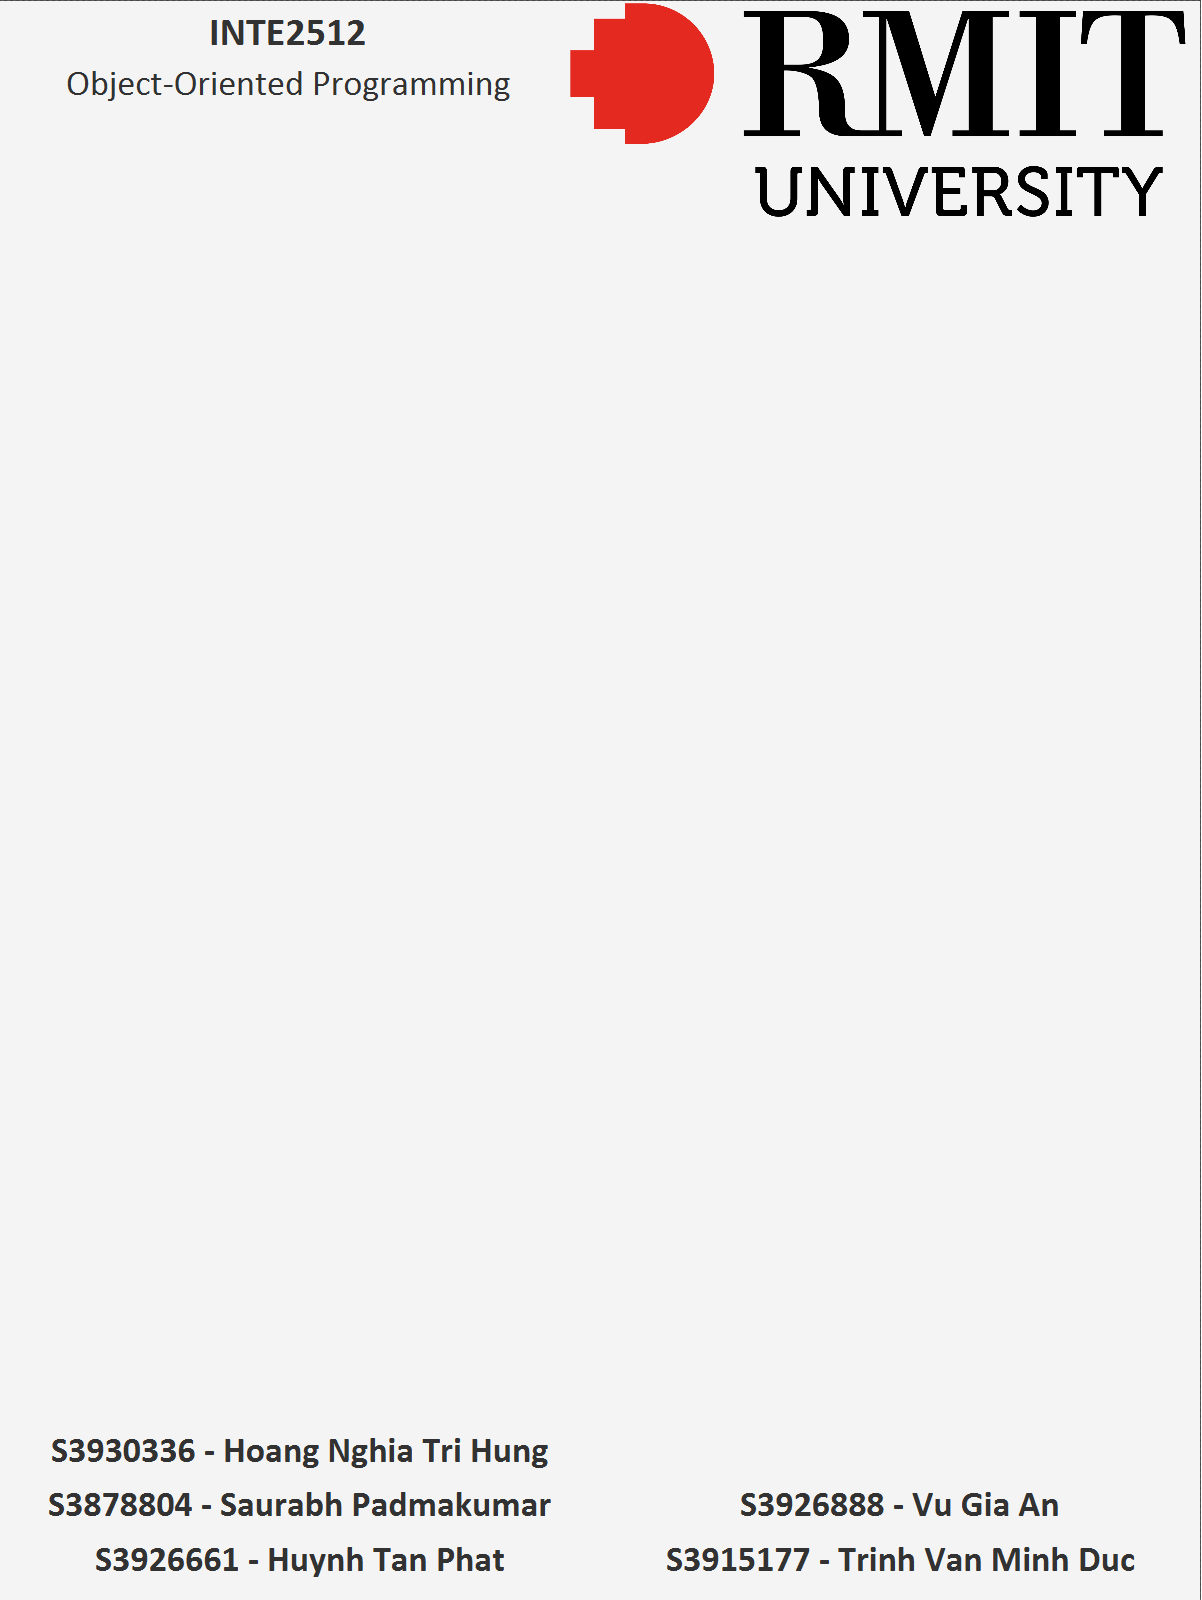 INTE2512
Object-Oriented Programming
RMIT
UNIVERSITY
S3930336 - Hoang Nghia Tri Hung
S3878804 - Saurabh Padmakumar
S3926661 - Huynh Tan Phat
S3926888 - Vu Gia An
S3915177 - Trinh Van Minh Duc